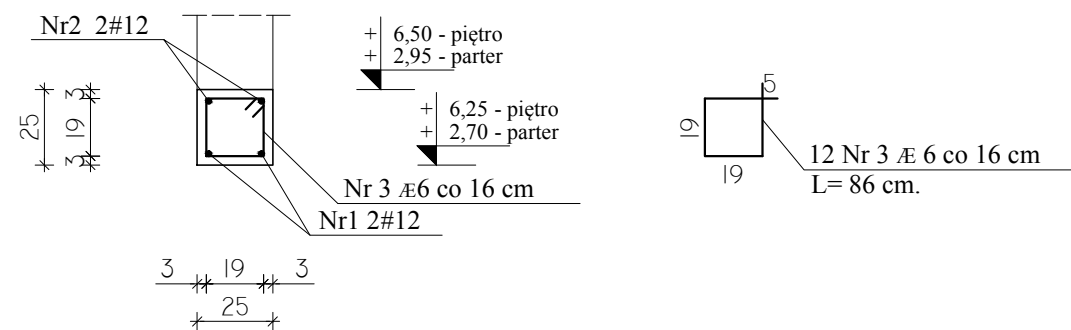 Nr2 2#12
+ 6,50 - piętro
+ 2,95 - parter
+ 6,25 - piętro
+ 2,70 - parter
25
3
19
3
Nr 3 Æ6 co 16 cm
Nr1 2#12
3 19 3
25
5
19
19
12 Nr 3 Æ 6 co 16 cm
L= 86 cm.